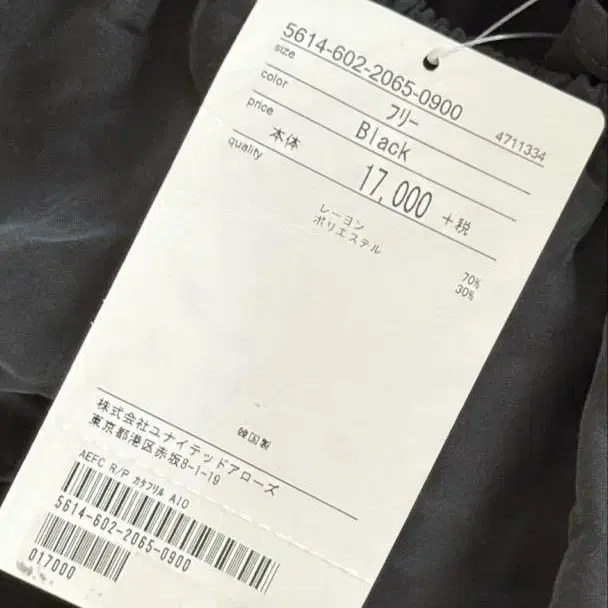 5614-602-2065-0900
4711334
size フリー
color Black
price 本体 17,000 +税
quality
レーヨン 70%
ポリエステル 30%
韓国製
株式会社ユナイテッドアローズ
東京都港区赤坂8-1-19
AEFC R/P カタフリル AIO
5614-602-2065-0900
017000